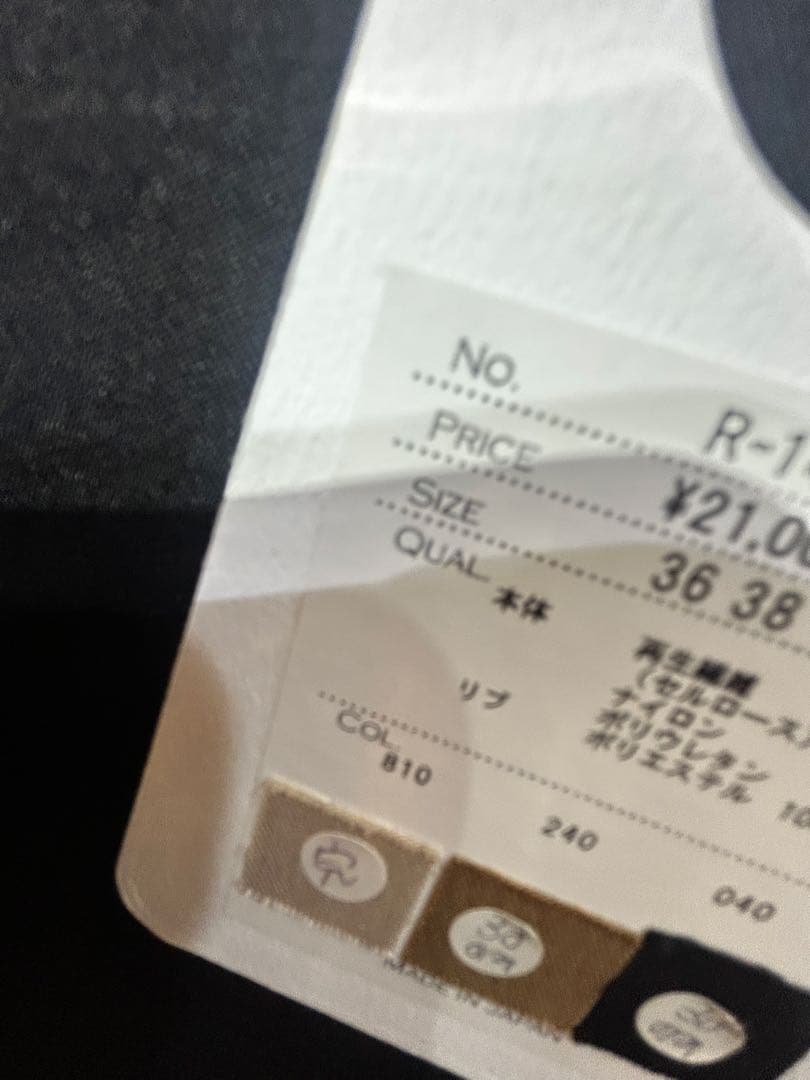 NO. R-1
PRICE ¥21,00
SIZE 36 38
QUAL.
本体 再生繊維
(セルロース
ナイロン
ポリウレタン
リブ ポリエステル 10
COL.
810 240 040
MADE IN JAPAN